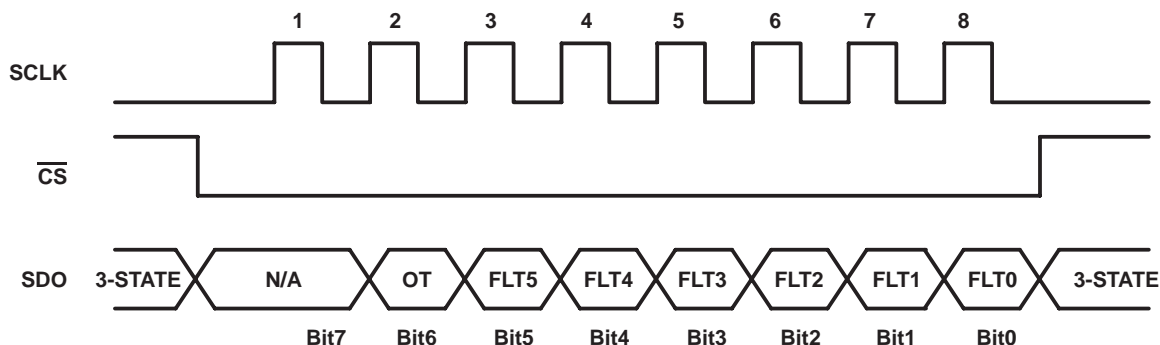 1 2 3 4 5 6 7 8
SCLK
CS
SDO 3-STATE N/A OT FLT5 FLT4 FLT3 FLT2 FLT1 FLT0 3-STATE
Bit7 Bit6 Bit5 Bit4 Bit3 Bit2 Bit1 Bit0